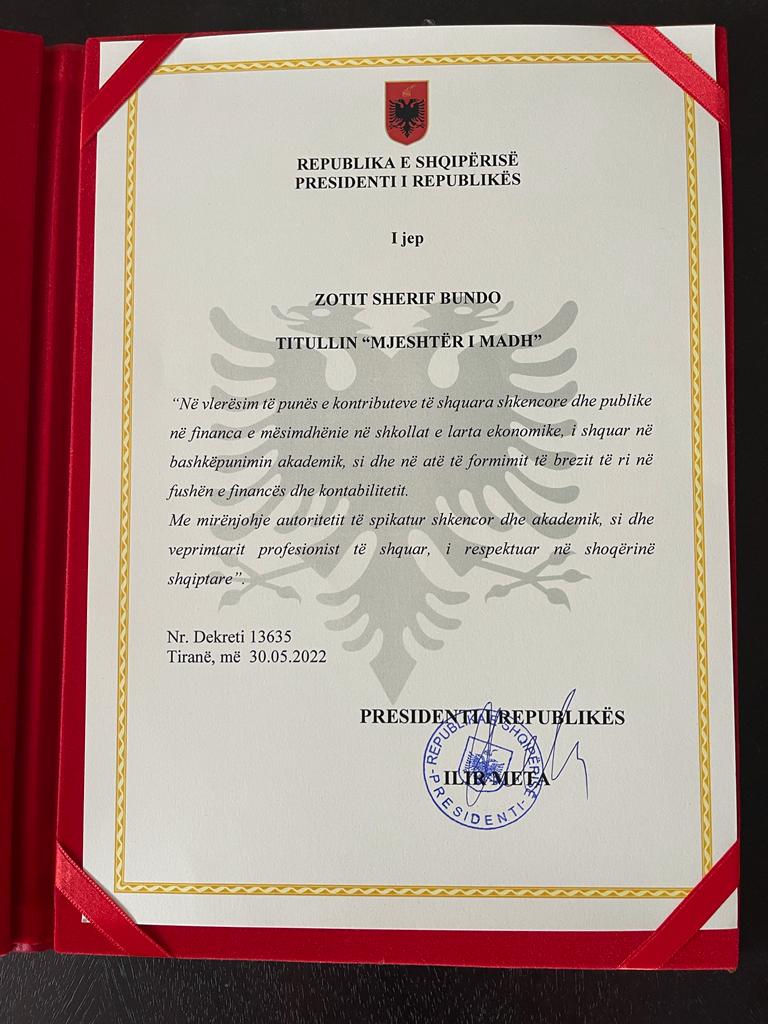 REPUBLIKA E SHQIPËRISË
PRESIDENTI I REPUBLIKËS
I jep
ZOTIT SHERIF BUNDO
TITULLIN “MJESHTËR I MADH”
“Në vlerësim të punës e kontributeve të shquara shkencore dhe publike
në financa e mësimdhënie në shkollat e larta ekonomike, i shquar në
bashkëpunimin akademik, si dhe në atë të formimit të brezit të ri në
fushën e financës dhe kontabilitetit.
Me mirënjohje autoritetit të spikatur shkencor dhe akademik, si dhe
veprimtarit profesionist të shquar, i respektuar në shoqërinë
shqiptare”.
Nr. Dekreti 13635
Tiranë, më 30.05.2022
PRESIDENTI I REPUBLIKËS
ILIR META
REPUBLIKA E SHQIPËRISË
- PRESIDENTI -